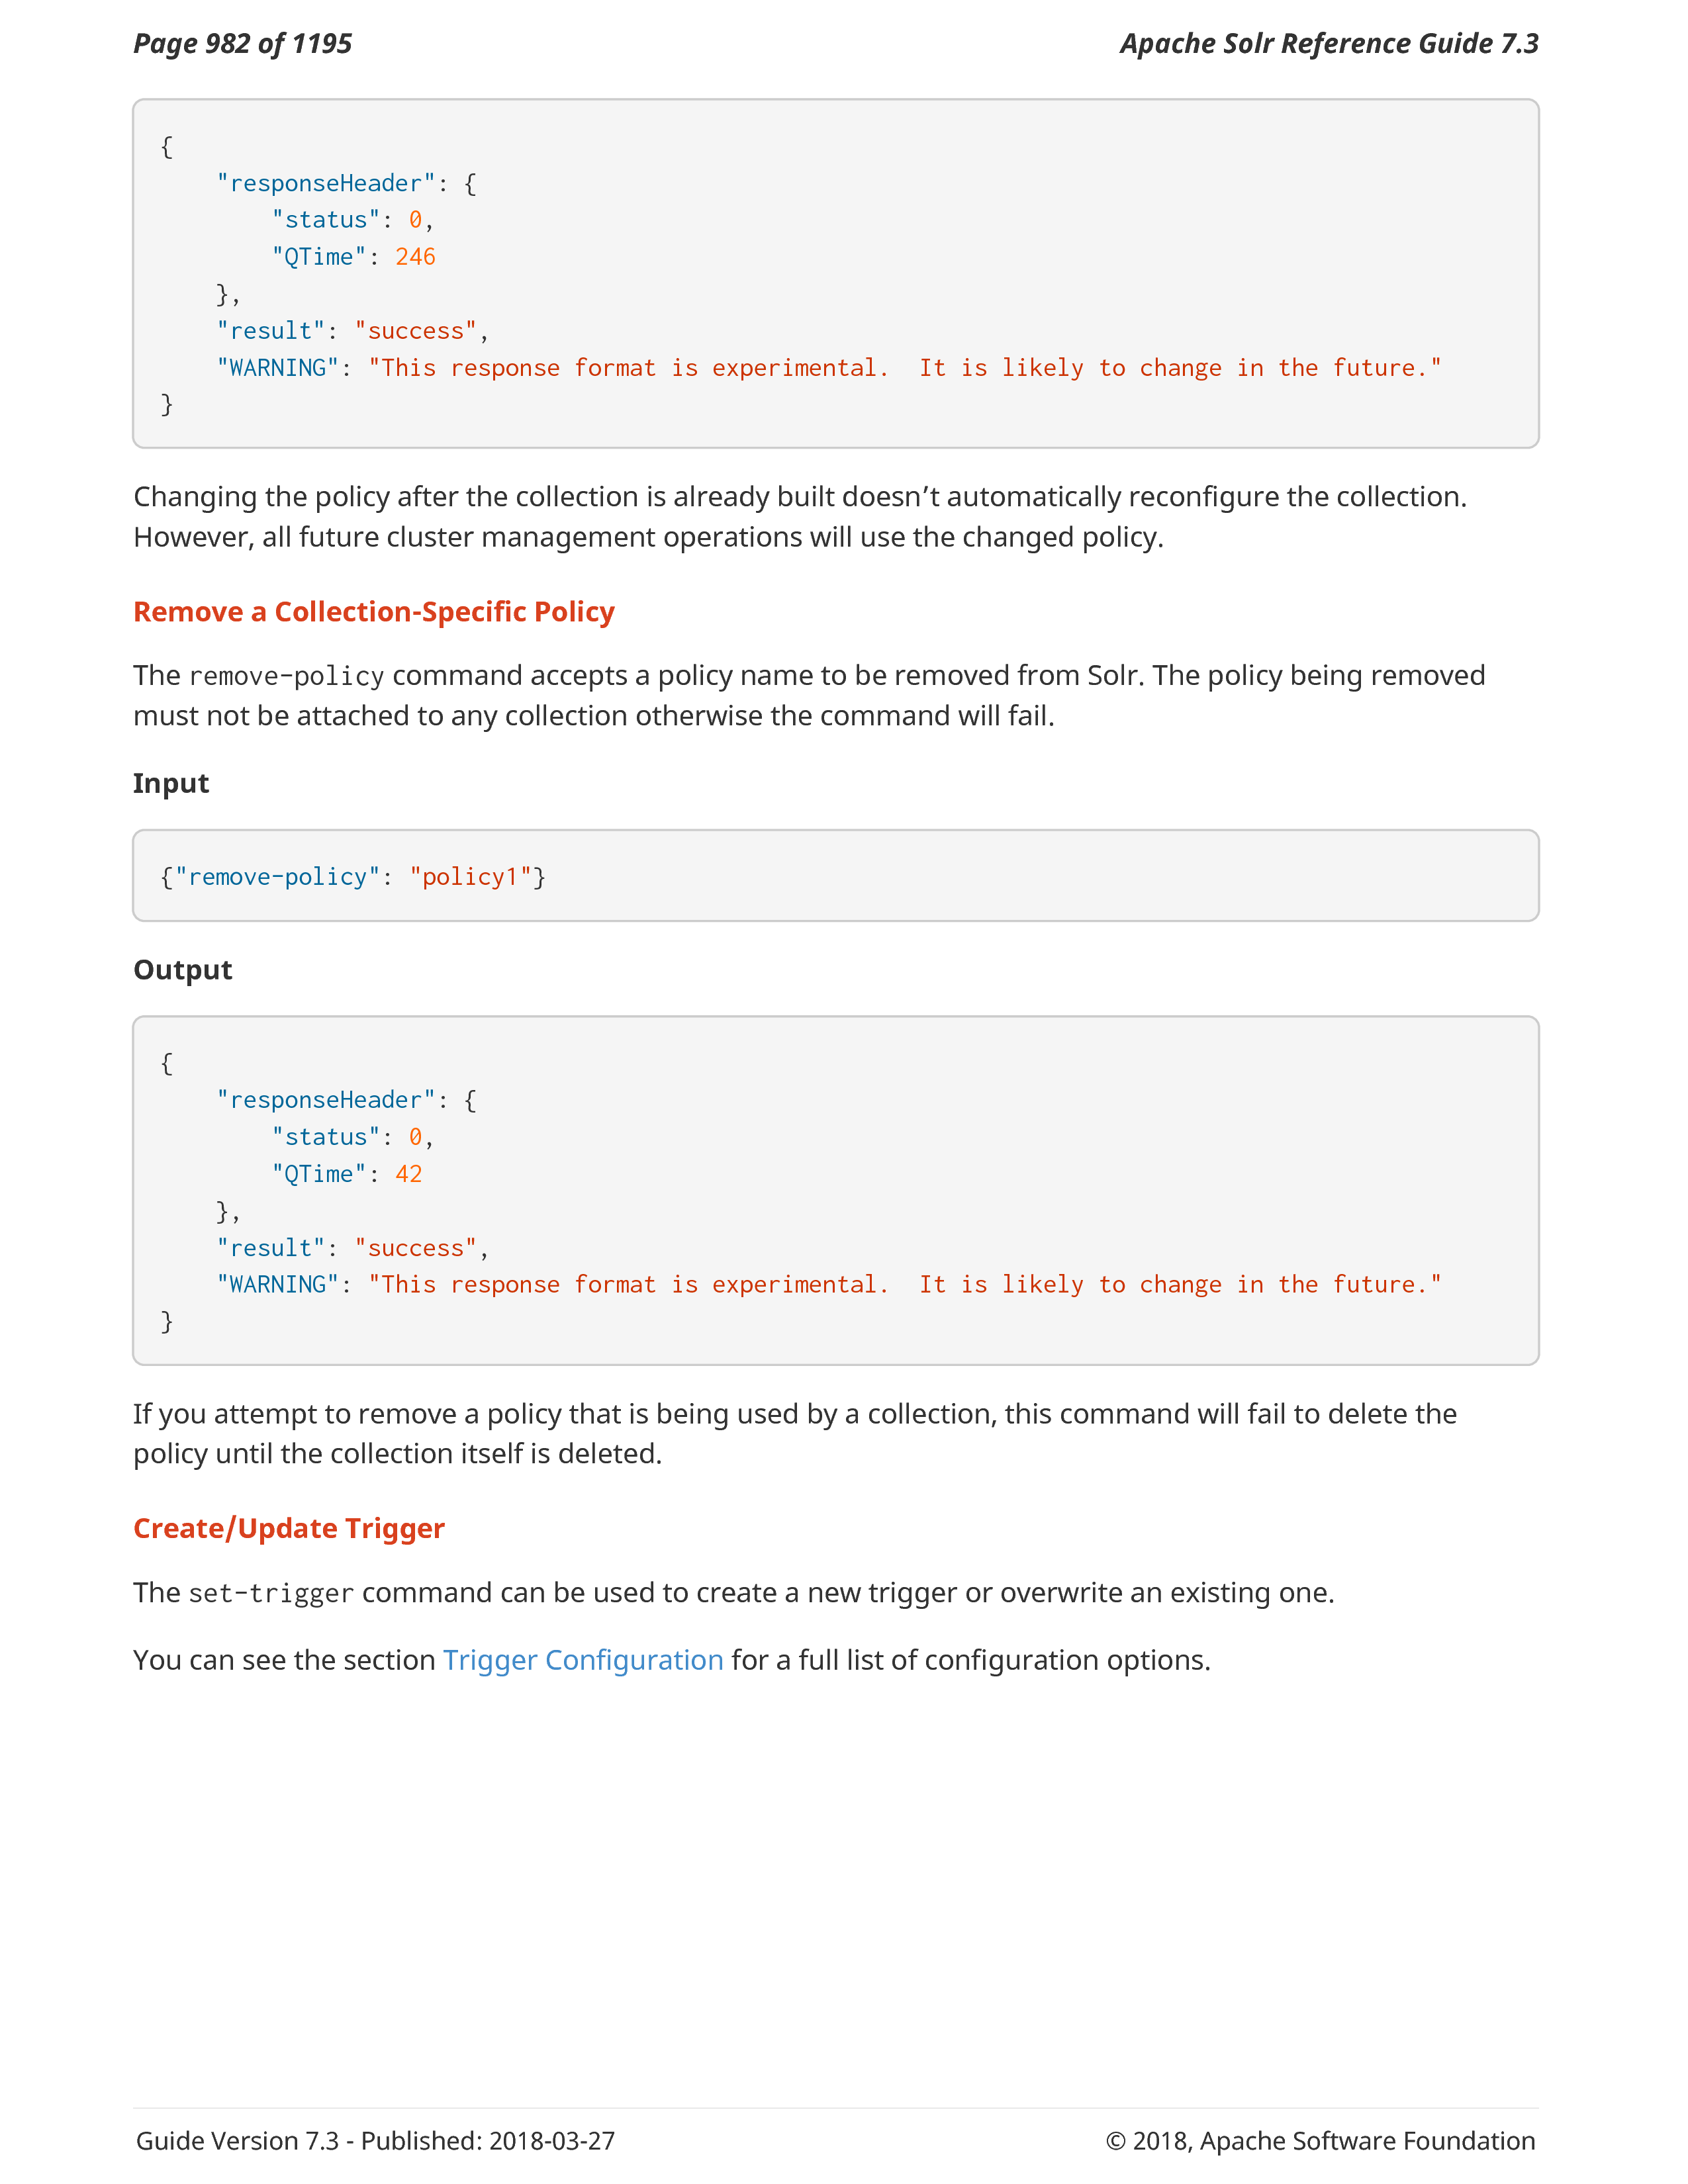 Page 982 of 1195
Apache Solr Reference Guide 7.3
{
    "responseHeader": {
        "status": 0,
        "QTime": 246
    },
    "result": "success",
    "WARNING": "This response format is experimental.  It is likely to change in the future."
}
Changing the policy after the collection is already built doesn’t automatically reconfigure the collection.
However, all future cluster management operations will use the changed policy.
Remove a Collection-Specific Policy
The remove-policy command accepts a policy name to be removed from Solr. The policy being removed
must not be attached to any collection otherwise the command will fail.
Input
{"remove-policy": "policy1"}
Output
{
    "responseHeader": {
        "status": 0,
        "QTime": 42
    },
    "result": "success",
    "WARNING": "This response format is experimental.  It is likely to change in the future."
}
If you attempt to remove a policy that is being used by a collection, this command will fail to delete the
policy until the collection itself is deleted.
Create/Update Trigger
The set-trigger command can be used to create a new trigger or overwrite an existing one.
You can see the section Trigger Configuration for a full list of configuration options.
Guide Version 7.3 - Published: 2018-03-27
© 2018, Apache Software Foundation